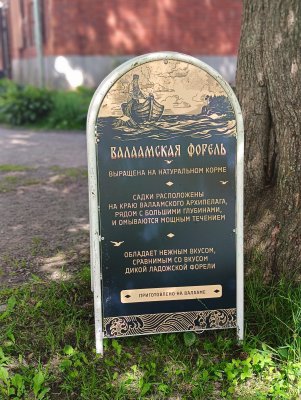 ВАЛААМСКАЯ ФОРЕЛЬ
ВЫРАЩЕНА НА НАТУРАЛЬНОМ КОРМЕ
САДКИ РАСПОЛОЖЕНЫ
НА КРАЮ ВАЛААМСКОГО АРХИПЕЛАГА,
РЯДОМ С БОЛЬШИМИ ГЛУБИНАМИ,
И ОМЫВАЮТСЯ МОЩНЫМ ТЕЧЕНИЕМ
ОБЛАДАЕТ НЕЖНЫМ ВКУСОМ,
СРАВНИМЫМ СО ВКУСОМ
ДИКОЙ ЛАДОЖСКОЙ ФОРЕЛИ
ПРИГОТОВЛЕНО НА ВАЛААМЕ